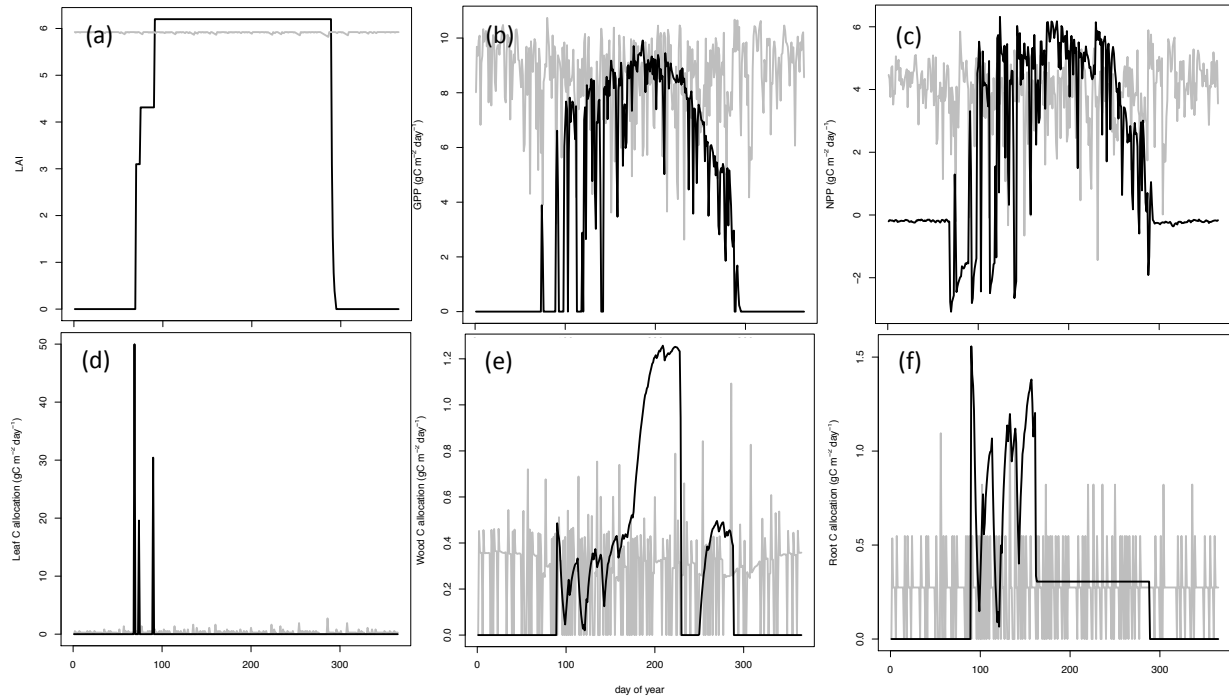 (a)
LAI
0 1 2 3 4 5 6
(b)
GPP (gC m⁻² day⁻¹)
0 2 4 6 8 10
(c)
NPP (gC m⁻² day⁻¹)
−2 0 2 4 6
(d)
Leaf C allocation (gC m⁻² day⁻¹)
0 10 20 30 40 50
0 100 200 300
(e)
Wood C allocation (gC m⁻² day⁻¹)
0.0 0.2 0.4 0.6 0.8 1.0 1.2
0 100 200 300
day of year
(f)
Root C allocation (gC m⁻² day⁻¹)
0.0 0.5 1.0 1.5
0 100 200 300